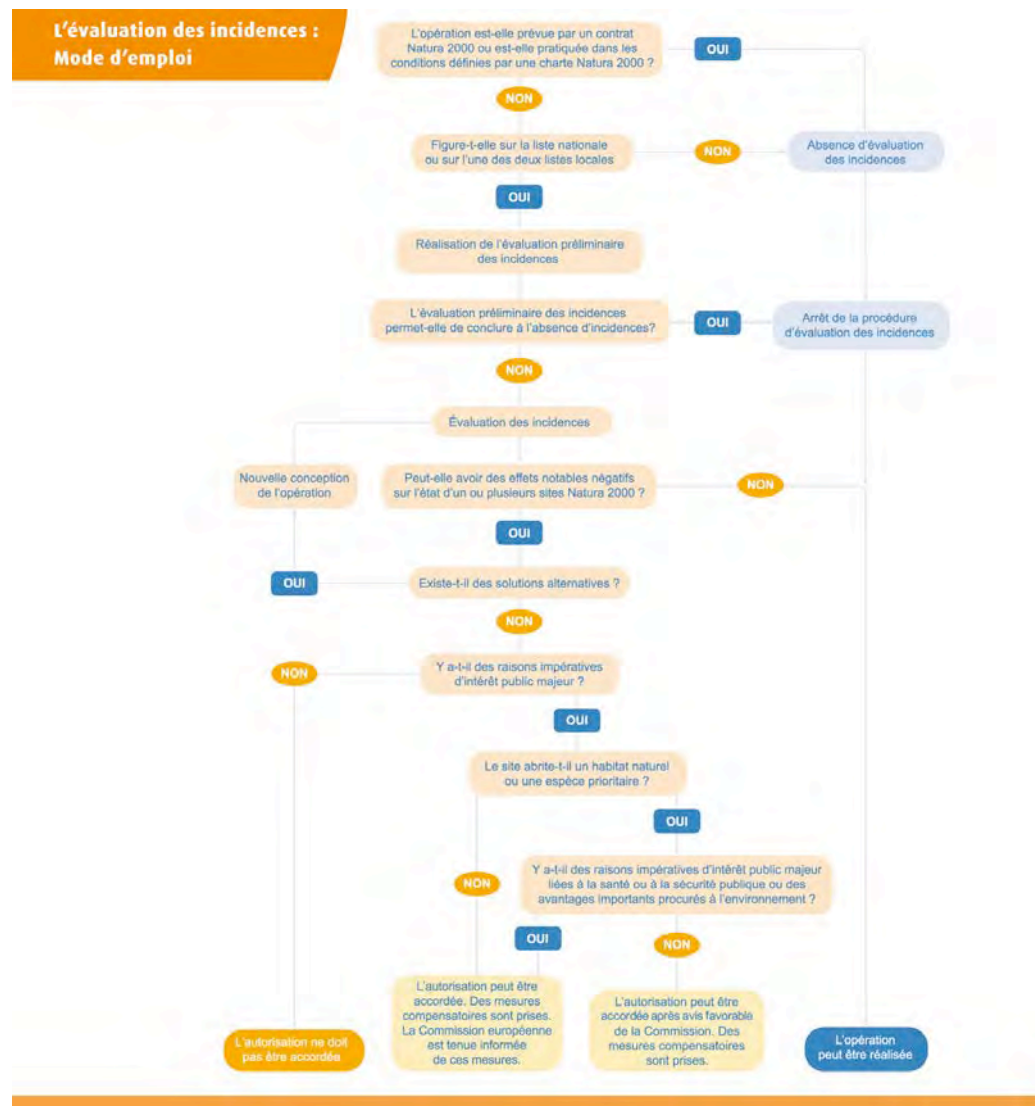 L'évaluation des incidences :
Mode d'emploi
L'opération est-elle prévue par un contrat
Natura 2000 ou est-elle pratiquée dans les
conditions définies par une charte Natura 2000 ?
OUI
NON
Figure-t-elle sur la liste nationale
ou sur l'une des deux listes locales
NON
Absence d'évaluation
des incidences
OUI
Réalisation de l'évaluation préliminaire
des incidences
L'évaluation préliminaire des incidences
permet-elle de conclure à l'absence d'incidences?
OUI
Arrêt de la procédure
d'évaluation des incidences
NON
Évaluation des incidences
Nouvelle conception
de l'opération
Peut-elle avoir des effets notables négatifs
sur l'état d'un ou plusieurs sites Natura 2000 ?
NON
OUI
OUI
Existe-t-il des solutions alternatives ?
NON
NON
Y a-t-il des raisons impératives
d'intérêt public majeur ?
OUI
Le site abrite-t-il un habitat naturel
ou une espèce prioritaire ?
OUI
NON
Y a-t-il des raisons impératives d'intérêt public majeur
liées à la santé ou à la sécurité publique ou des
avantages importants procurés à l'environnement ?
OUI
NON
L'autorisation ne doit
pas être accordée
L'autorisation peut être
accordée. Des mesures
compensatoires sont prises.
La Commission européenne
est tenue informée
de ces mesures.
L'autorisation peut être
accordée après avis favorable
de la Commission. Des
mesures compensatoires
sont prises.
L'opération
peut être réalisée